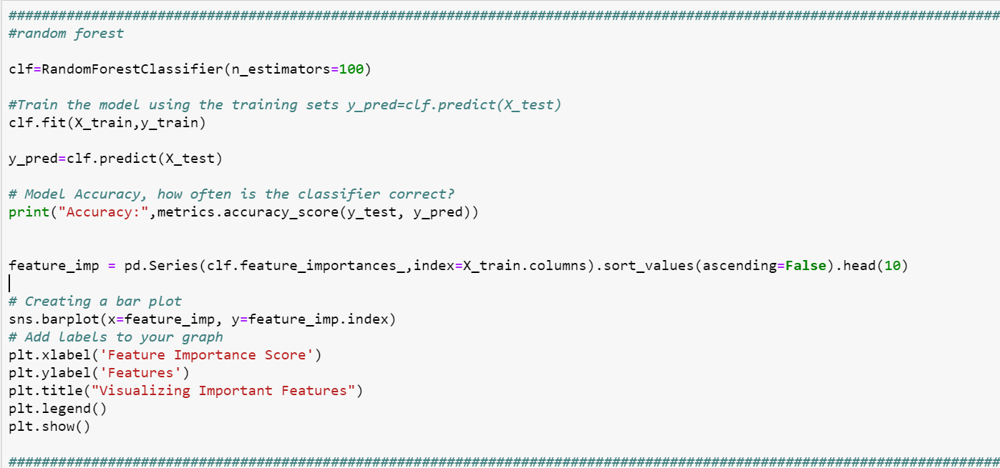 ########################################################################################################################
#random forest
clf=RandomForestClassifier(n_estimators=100)
#Train the model using the training sets y_pred=clf.predict(X_test)
clf.fit(X_train,y_train)
y_pred=clf.predict(X_test)
# Model Accuracy, how often is the classifier correct?
print("Accuracy:",metrics.accuracy_score(y_test, y_pred))
feature_imp = pd.Series(clf.feature_importances_,index=X_train.columns).sort_values(ascending=False).head(10)
# Creating a bar plot
sns.barplot(x=feature_imp, y=feature_imp.index)
# Add labels to your graph
plt.xlabel('Feature Importance Score')
plt.ylabel('Features')
plt.title("Visualizing Important Features")
plt.legend()
plt.show()
########################################################################################################################